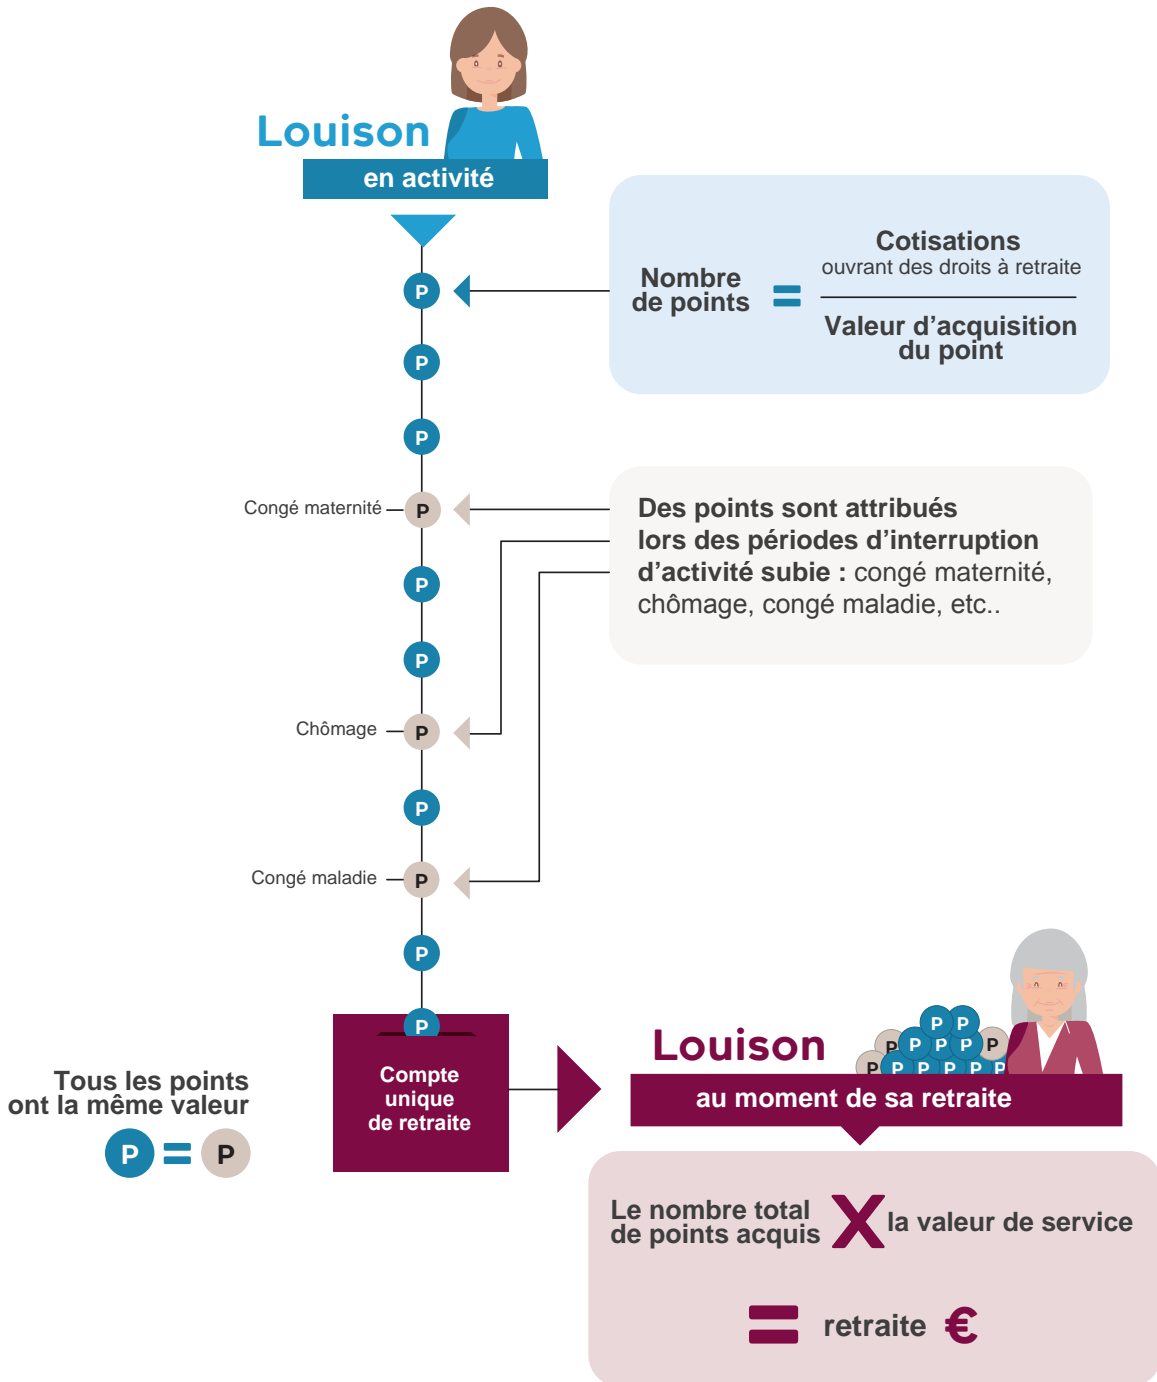 Louison
en activité
P
Nombre
de points
=
Cotisations
ouvrant des droits à retraite
Valeur d’acquisition
du point
P
P
Congé maternité
P
Des points sont attribués
lors des périodes d’interruption
d’activité subie : congé maternité,
chômage, congé maladie, etc..
P
P
Chômage
P
P
Congé maladie
P
P
P
Compte
unique
de retraite
Tous les points
ont la même valeur
P = P
Louison
P P
P P P P P
P P P P P P
au moment de sa retraite
Le nombre total
de points acquis
X
la valeur de service
= retraite €